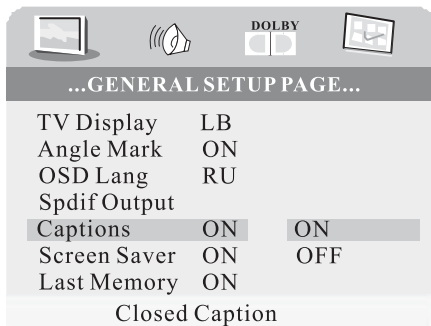 DOLBY
...GENERAL SETUP PAGE...
TV Display LB
Angle Mark ON
OSD Lang RU
Spdif Output
Captions ON ON
Screen Saver ON OFF
Last Memory ON
Closed Caption